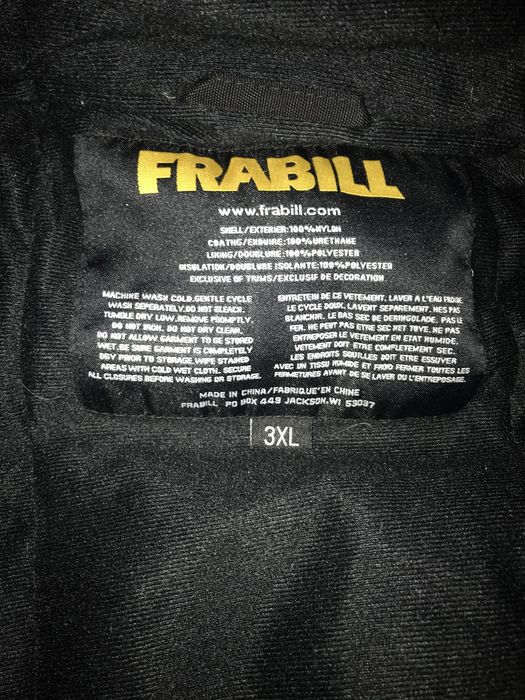 FRABILL
www.frabill.com
SHELL/EXTERIER:100%NYLON
COATNG/ENDUIRE:100%URETHANE
LINING/DOUBLURE:100%POLYESTER
INSULATION/DOUBLURE ISOLANTE:100%POLYESTER
EXCLUSIVE OF TRIMS/EXCLUSIF DE DECORATION
MACHINE WASH COLD.GENTLE CYCLE
WASH SEPERATELY.DO NOT BLEACH.
TUMBLE DRY LOW.REMOVE PROMPTLY.
DO NOT IRON. DO NOT DRY CLEAN.
DO NOT ALLOW GARMENT TO BE STORED
WET.BE SURE GARMENT IS COMPLETELY
DRY PRIOR TO STORAGE.WIFE STAINED
AREAS WITH COLD WET CLOTH. SECURE
ALL CLOSURES BEFORE WASHING OR STORAGE.
ENTRETEIN DE CE VETEMENT. LAVER A L'EAU FROIDE
LE CYCLE DOUX. LAVENT SEPAREMENT. NES PAS
BLANCHIR. LE BAS SEC DE DERINGOLADE. PAS LE
FER. NE PEUT PAS ETRE SEC NET TOYE. NE PAS
ENTREPOSER LE VETEMENT EN ETAT HUMIDE.
VETEMENT DOIT ETRE COMPLETEMENT SEC.
LES ENDROITS SOUILLES DOIT ETRE ESSUYER
AVEC UN TISSU HUMIDE ET FROID FERMER TOUTES LES
FERMETURES AVANT DE SE LAVER OU L'ENTREPOSAGE.
MADE IN CHINA/FABRIQUE'EN CHINE
FRABILL PO BOX 449 JACKSON.WI 53037
3XL